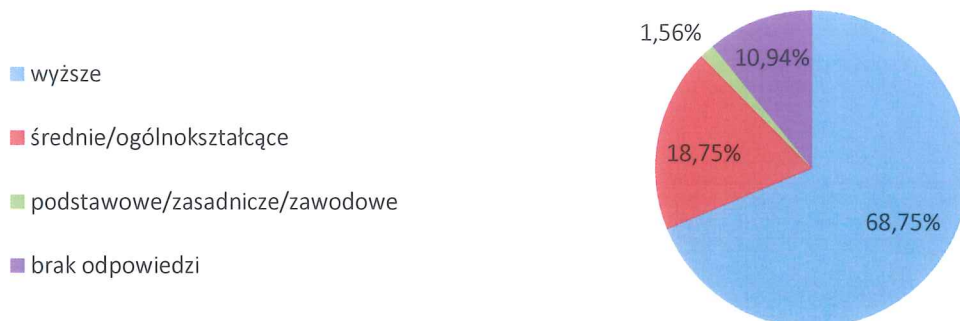 wyższe
średnie/ogólnokształcące
podstawowe/zasadnicze/zawodowe
brak odpowiedzi
1,56%
10,94%
18,75%
68,75%